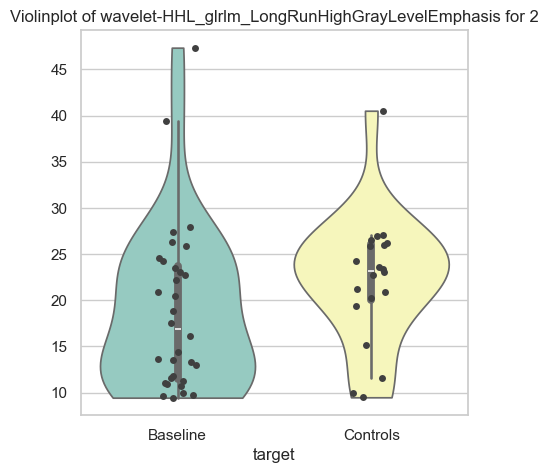 Violinplot of wavelet-HHL_glrlm_LongRunHighGrayLevelEmphasis for 2
45
40
35
30
25
20
15
10
Baseline Controls
target